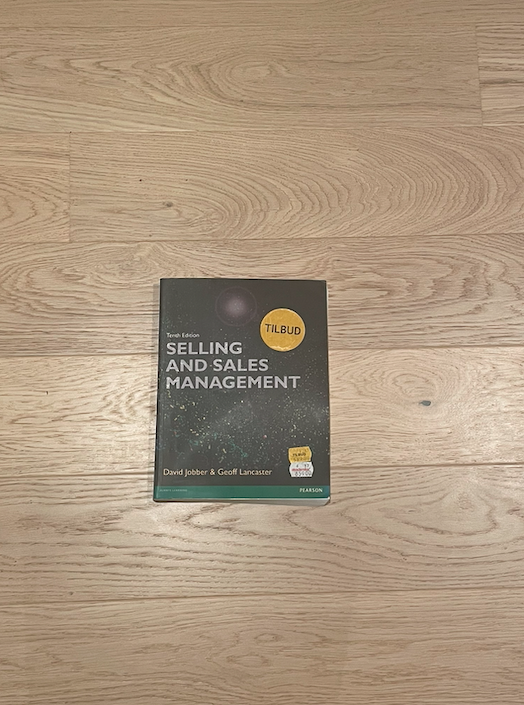 TILBUD
Tenth Edition
SELLING
AND SALES
MANAGEMENT
David Jobber & Geoff Lancaster
PEARSON